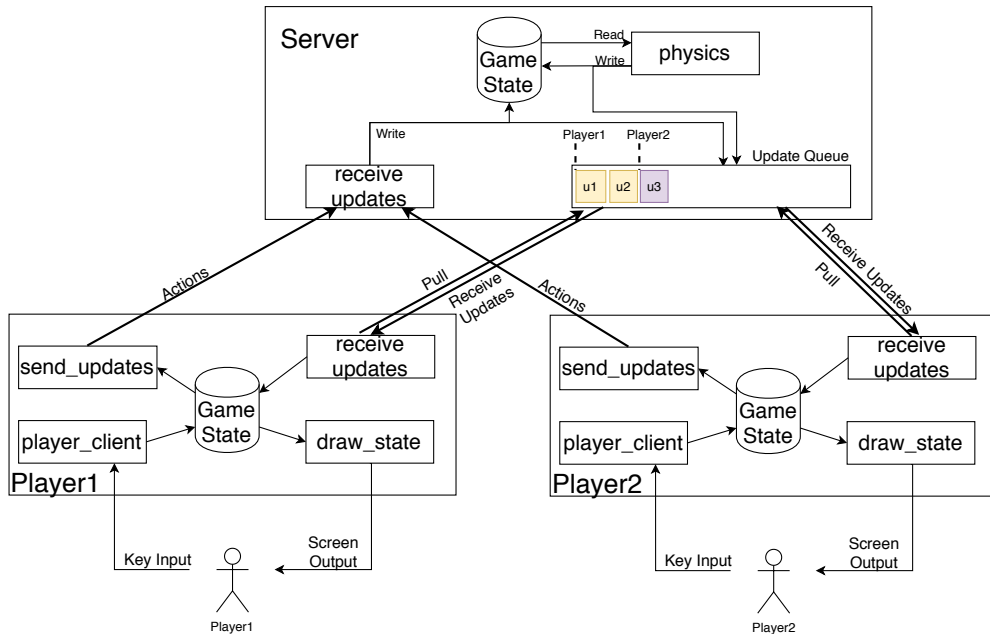 Server
Game
State
Read
Write
physics
Write
Player1
Player2
Update Queue
receive
updates
u1
u2
u3
Actions
Pull
Receive
Updates
Actions
Receive Updates
Pull
send_updates
receive
updates
Game
State
player_client
draw_state
Player1
send_updates
receive
updates
Game
State
player_client
draw_state
Player2
Key Input
Screen
Output
Player1
Key Input
Screen
Output
Player2